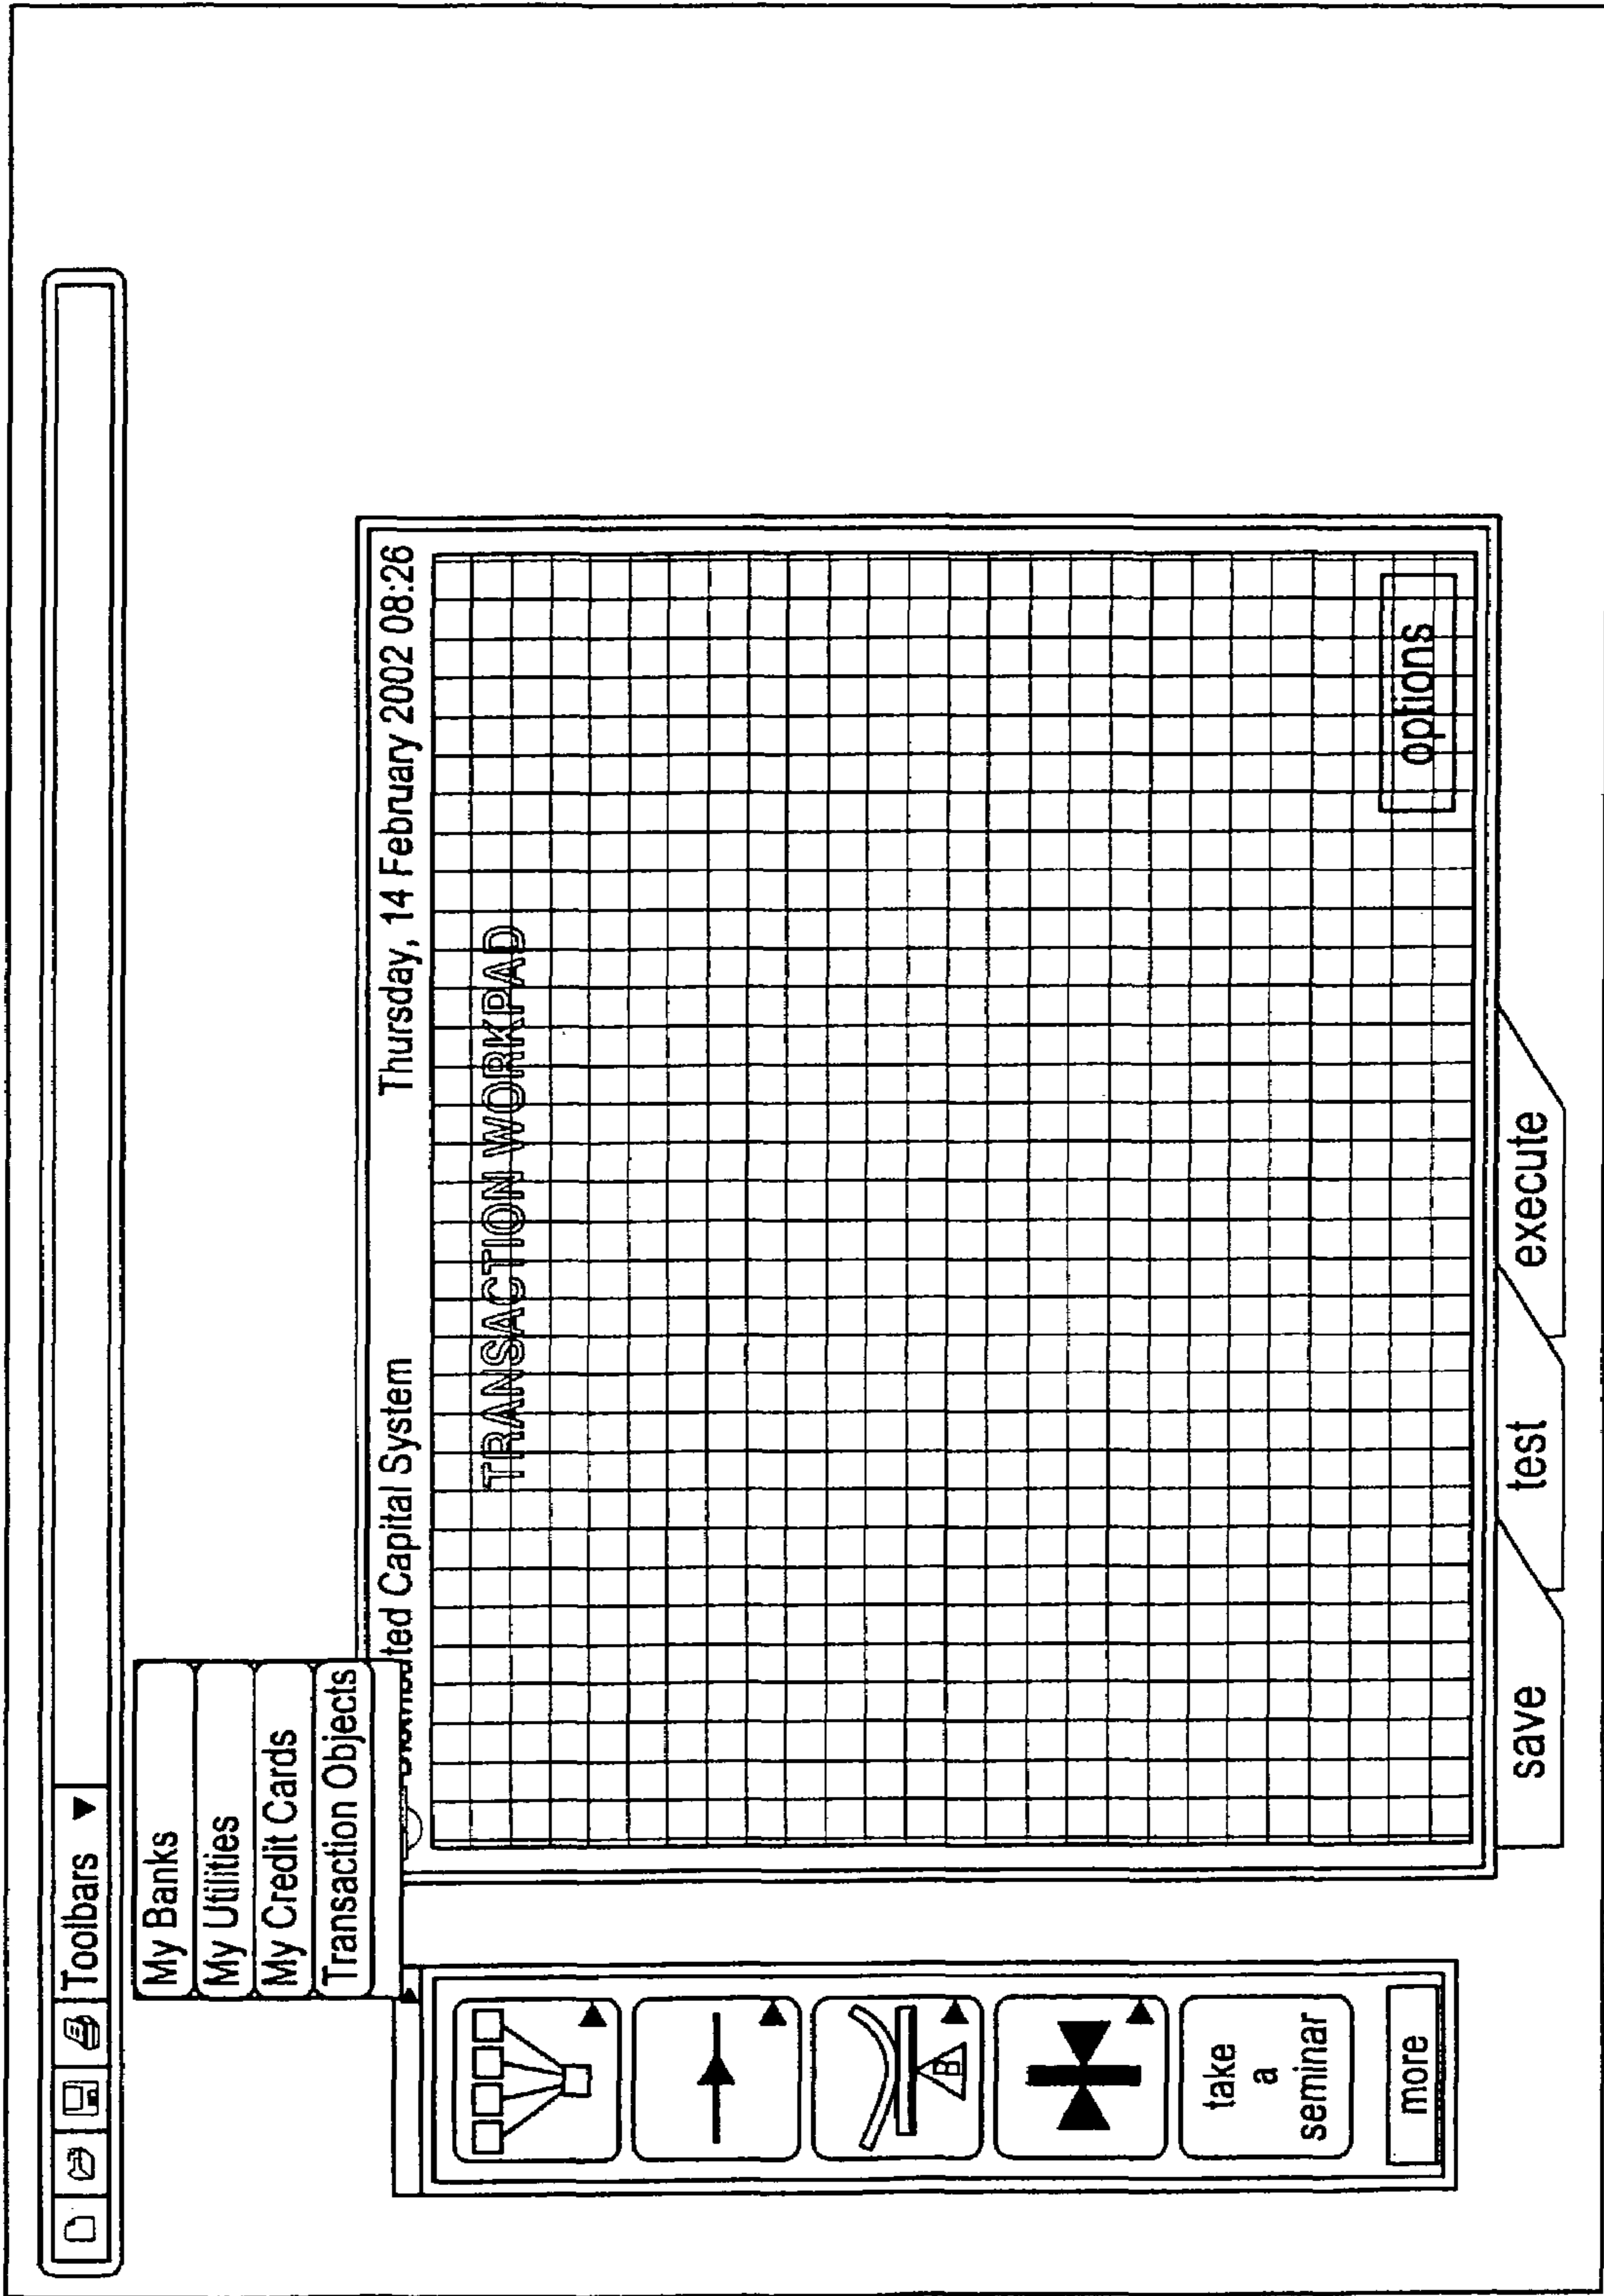 Toolbars
My Banks
My Utilities
My Credit Cards
Transaction Objects
ted Capital System
Thursday, 14 February 2002 08:26
TRANSACTION WORKPAD
B
take
a
seminar
more
options
save
test
execute